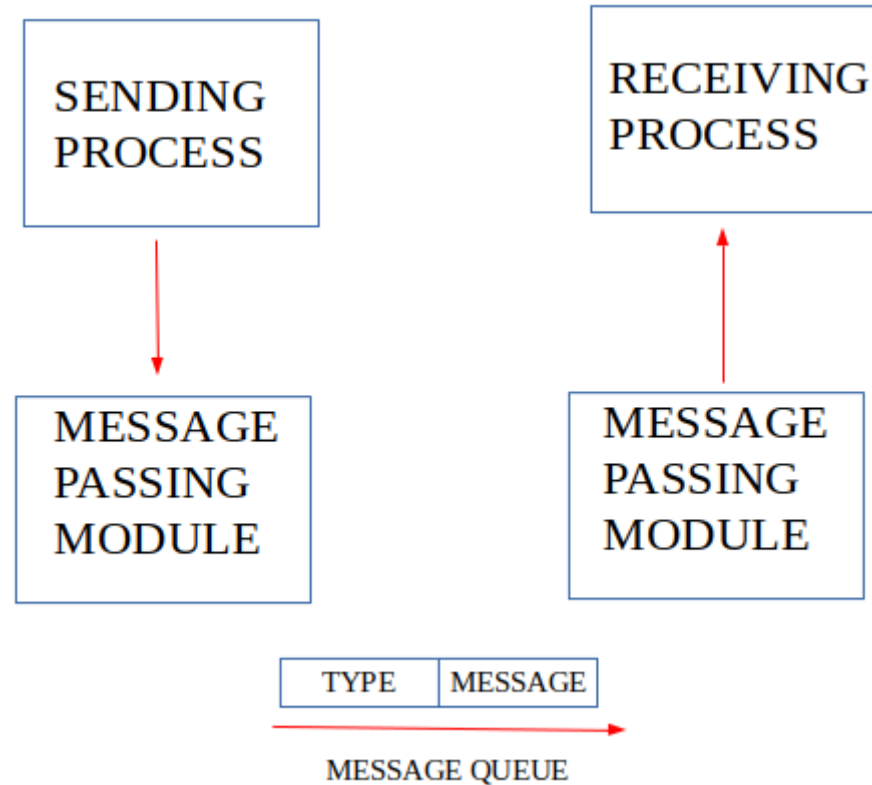 SENDING
PROCESS
RECEIVING
PROCESS
MESSAGE
PASSING
MODULE
MESSAGE
PASSING
MODULE
TYPE
MESSAGE
MESSAGE QUEUE